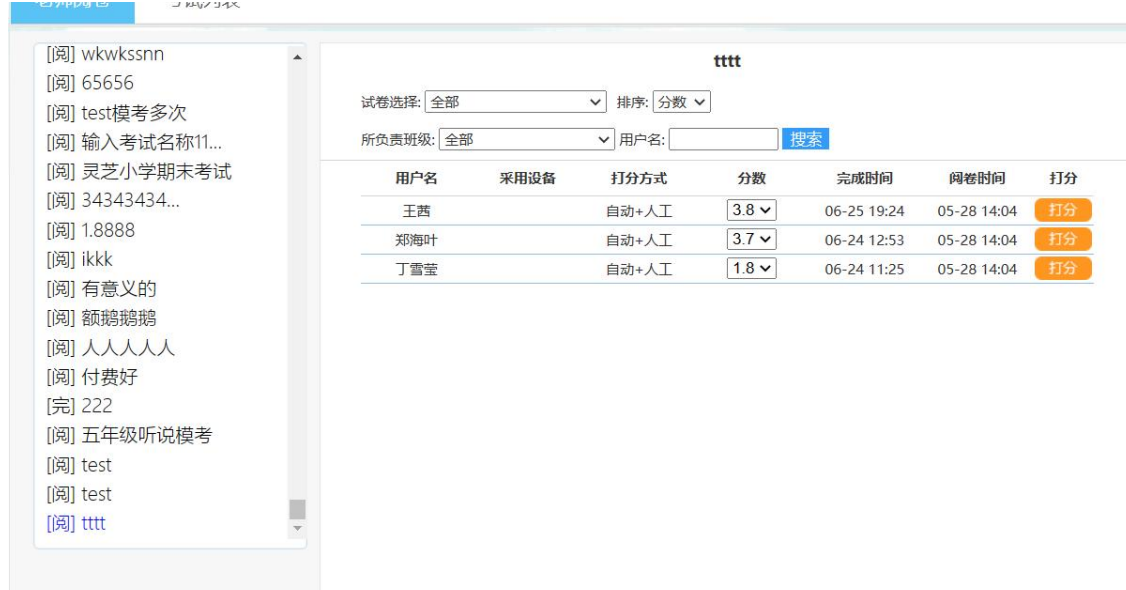 [阅] wkwkssnn
[阅] 65656
[阅] test模考多次
[阅] 输入考试名称11...
[阅] 灵芝小学期末考试
[阅] 34343434...
[阅] 1.8888
[阅] ikkk
[阅] 有意义的
[阅] 额鹅鹅鹅
[阅] 人人人人人
[阅] 付费好
[完] 222
[阅] 五年级听说模考
[阅] test
[阅] test
[阅] tttt
tttt
试卷选择: 全部 排序: 分数
所负责班级: 全部 用户名: 搜索
用户名 采用设备 打分方式 分数 完成时间 阅卷时间 打分
王茜 自动+人工 3.8 06-25 19:24 05-28 14:04 打分
郑海叶 自动+人工 3.7 06-24 12:53 05-28 14:04 打分
丁雪莹 自动+人工 1.8 06-24 11:25 05-28 14:04 打分